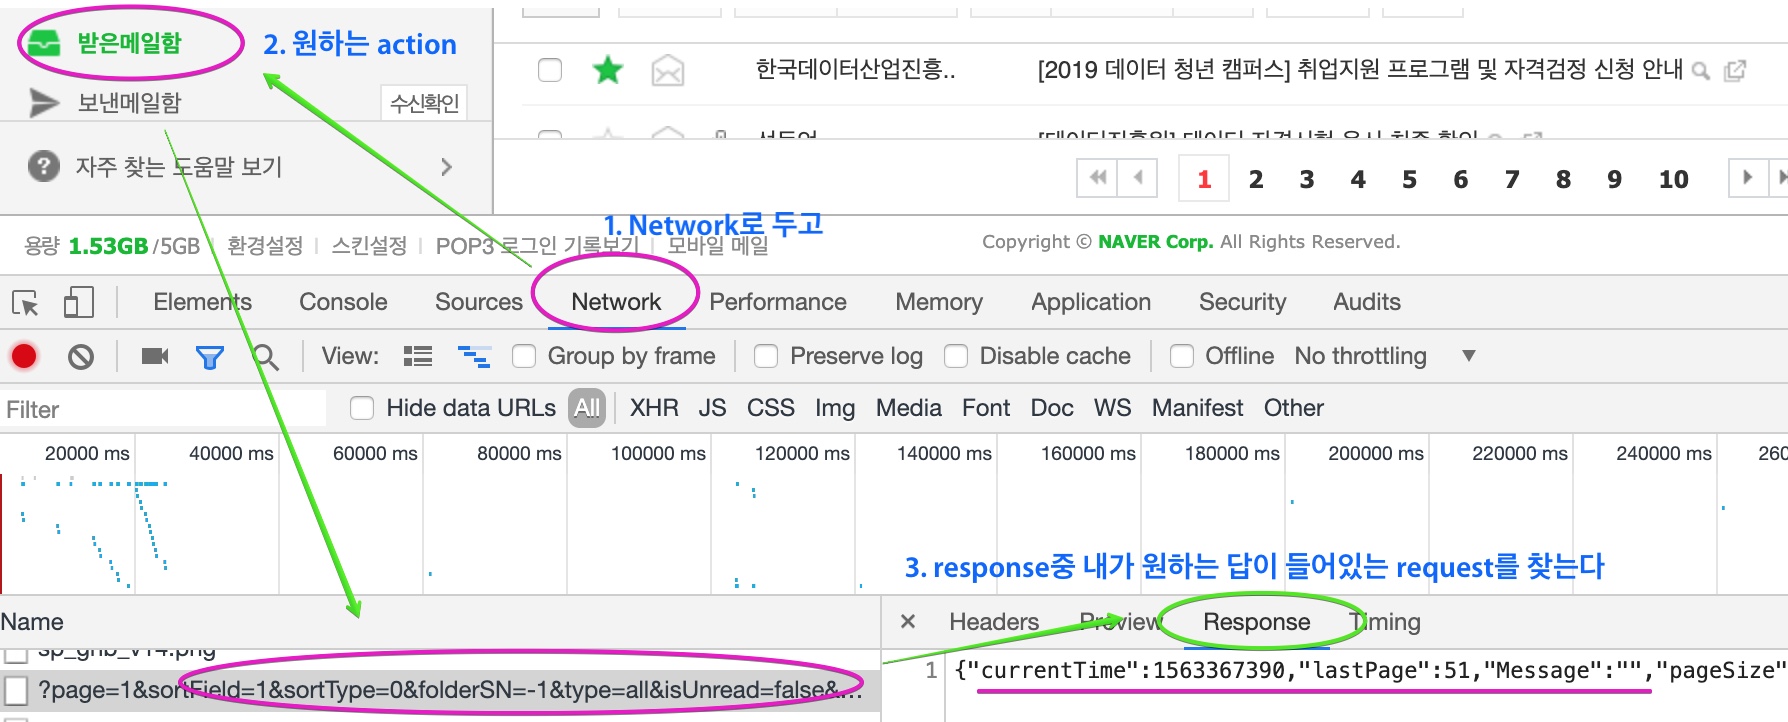 받은메일함
2. 원하는 action
한국데이터산업진흥..
[2019 데이터 청년 캠퍼스] 취업지원 프로그램 및 자격검정 신청 안내
보낸메일함
수신확인
자주 찾는 도움말 보기
1 2 3 4 5 6 7 8 9 10
1. Network로 두고
용량 1.53GB/5GB 환경설정 스킨설정 POP3 로그인 기록보기 모바일 메일
Copyright © NAVER Corp. All Rights Reserved.
Elements Console Sources Network Performance Memory Application Security Audits
View: Group by frame Preserve log Disable cache Offline No throttling
Filter Hide data URLs All XHR JS CSS Img Media Font Doc WS Manifest Other
20000 ms 40000 ms 60000 ms 80000 ms 100000 ms 120000 ms 140000 ms 160000 ms 180000 ms 200000 ms 220000 ms 240000 ms 260
3. response중 내가 원하는 답이 들어있는 request를 찾는다
Name
Headers Preview Response Timing
sp_gnb_v14.png
1 {"currentTime":1563367390,"lastPage":51,"Message":"","pageSize"
?page=1&sortField=1&sortType=0&folderSN=-1&type=all&isUnread=false&...